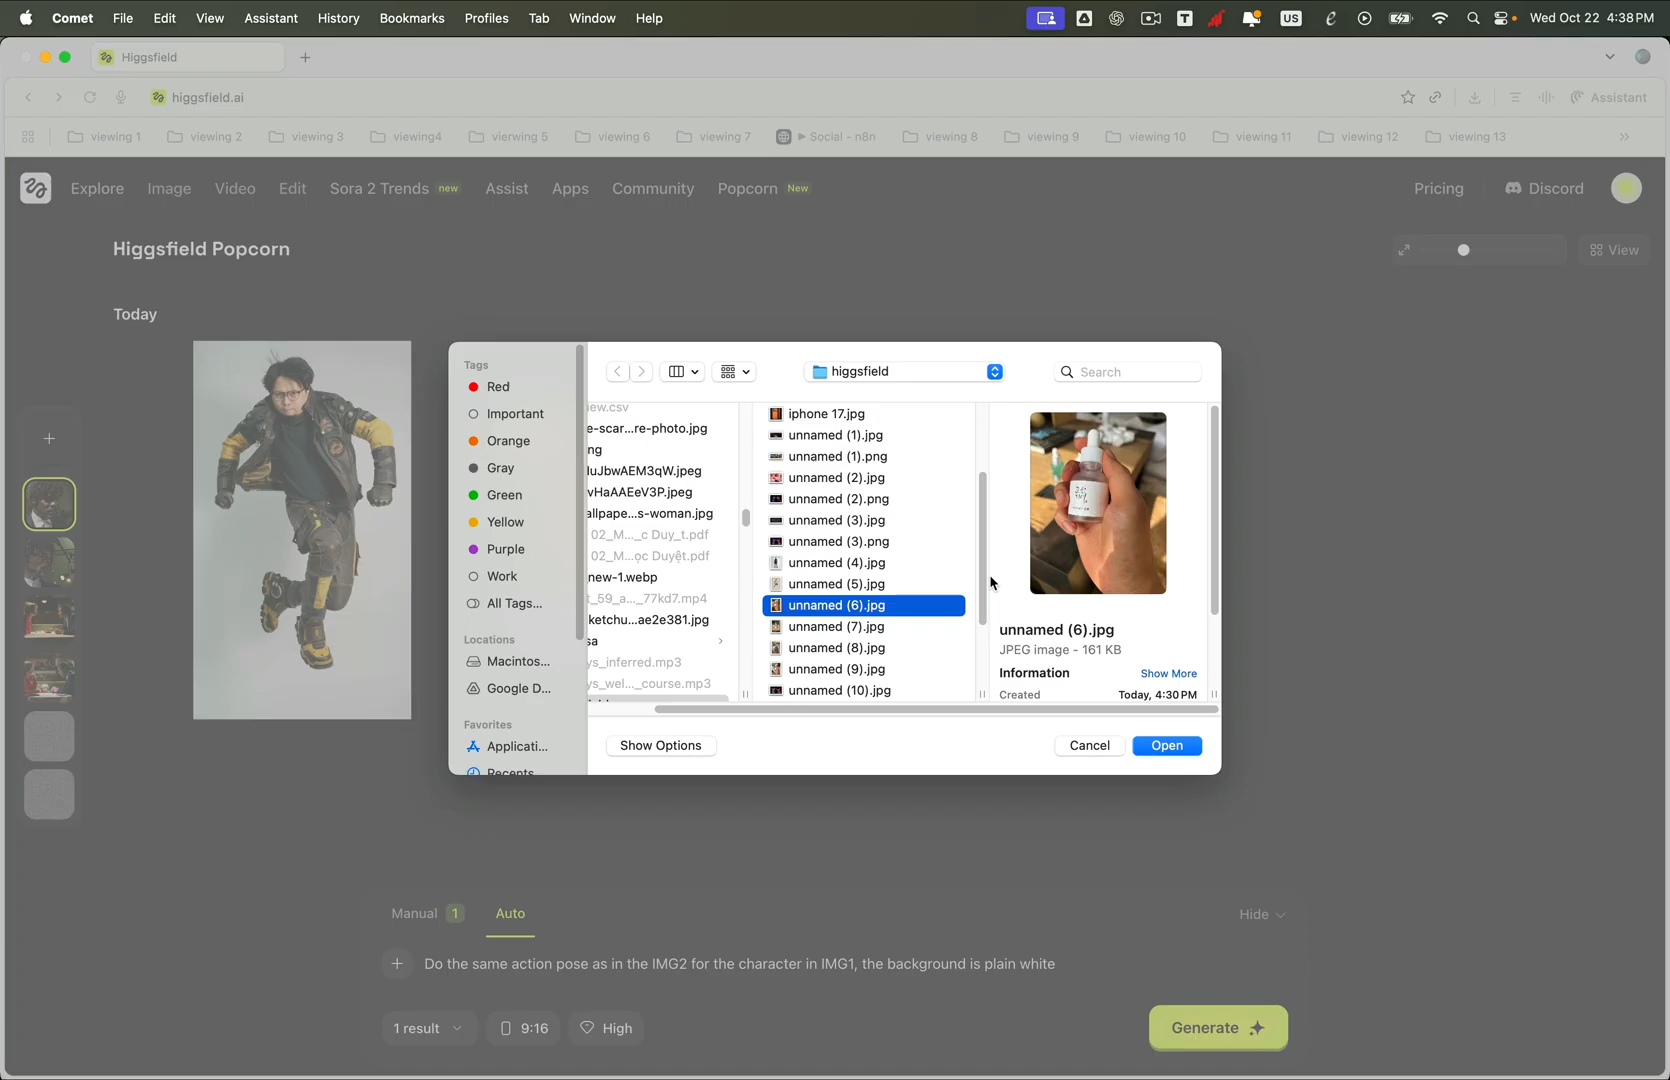 Comet File Edit View Assistant History Bookmarks Profiles Tab Window Help US Wed Oct 22 4:38 PM
Higgsfield
higgsfield.ai Assistant
viewing 1 viewing 2 viewing 3 viewing4 vierwing 5 viewing 6 viewing 7 ▸ Social - n8n viewing 8 viewing 9 viewing 10 viewing 11 viewing 12 viewing 13
Explore Image Video Edit Sora 2 Trends new Assist Apps Community Popcorn New Pricing Discord
Higgsfield Popcorn View
Today
Tags
Red
Important
Orange
Gray
Green
Yellow
Purple
Work
All Tags...
Locations
Macintos...
Google D...
Favorites
Applicati...
Recents
higgsfield Search
ew.csv
e-scar...re-photo.jpg
ng
luJbwAEM3qW.jpeg
vHaAAEeV3P.jpeg
allpape...s-woman.jpg
02_M..._c Duy_t.pdf
02_M...ọc Duyệt.pdf
new-1.webp
t_59_a..._77kd7.mp4
ketchu...ae2e381.jpg
sa
ys_inferred.mp3
ys_wel..._course.mp3
iphone 17.jpg
unnamed (1).jpg
unnamed (1).png
unnamed (2).jpg
unnamed (2).png
unnamed (3).jpg
unnamed (3).png
unnamed (4).jpg
unnamed (5).jpg
unnamed (6).jpg
unnamed (7).jpg
unnamed (8).jpg
unnamed (9).jpg
unnamed (10).jpg
unnamed (6).jpg
JPEG image - 161 KB
Information Show More
Created Today, 4:30 PM
Show Options Cancel Open
Manual 1 Auto Hide
Do the same action pose as in the IMG2 for the character in IMG1, the background is plain white
1 result 9:16 High Generate